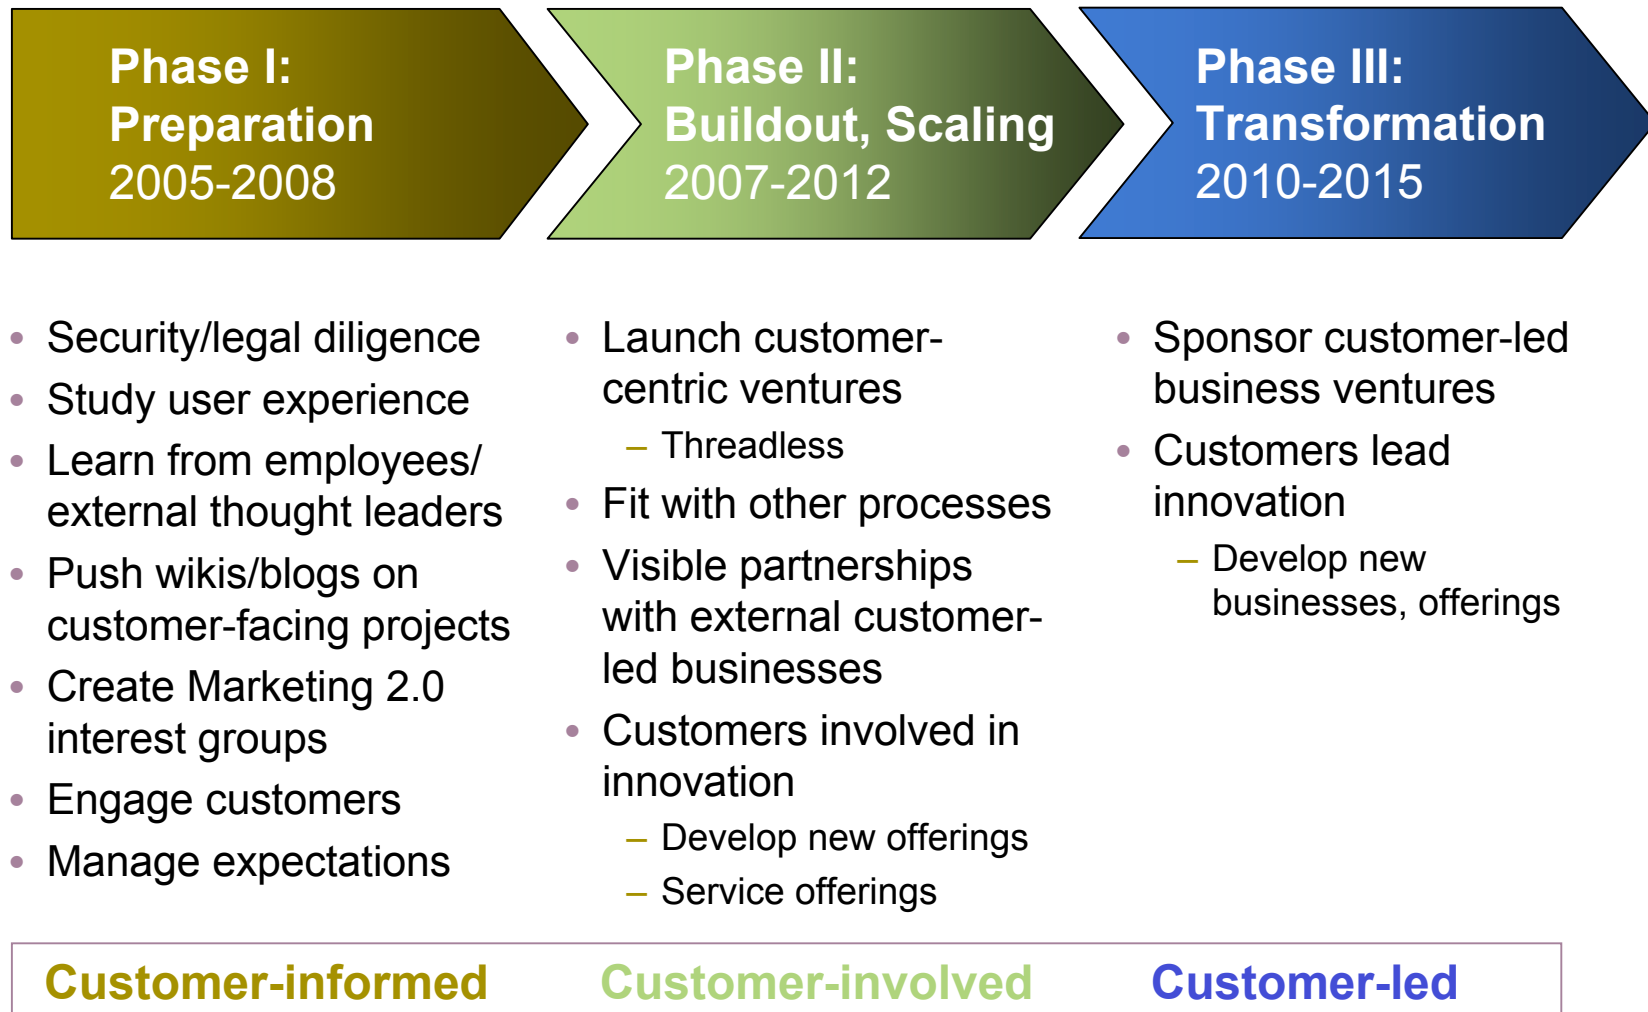 Phase I:
Preparation
2005-2008
Phase II:
Buildout, Scaling
2007-2012
Phase III:
Transformation
2010-2015
• Security/legal diligence
• Study user experience
• Learn from employees/
external thought leaders
• Push wikis/blogs on
customer-facing projects
• Create Marketing 2.0
interest groups
• Engage customers
• Manage expectations
• Launch customer-
centric ventures
– Threadless
• Fit with other processes
• Visible partnerships
with external customer-
led businesses
• Customers involved in
innovation
– Develop new offerings
– Service offerings
• Sponsor customer-led
business ventures
• Customers lead
innovation
– Develop new
businesses, offerings
Customer-informed
Customer-involved
Customer-led